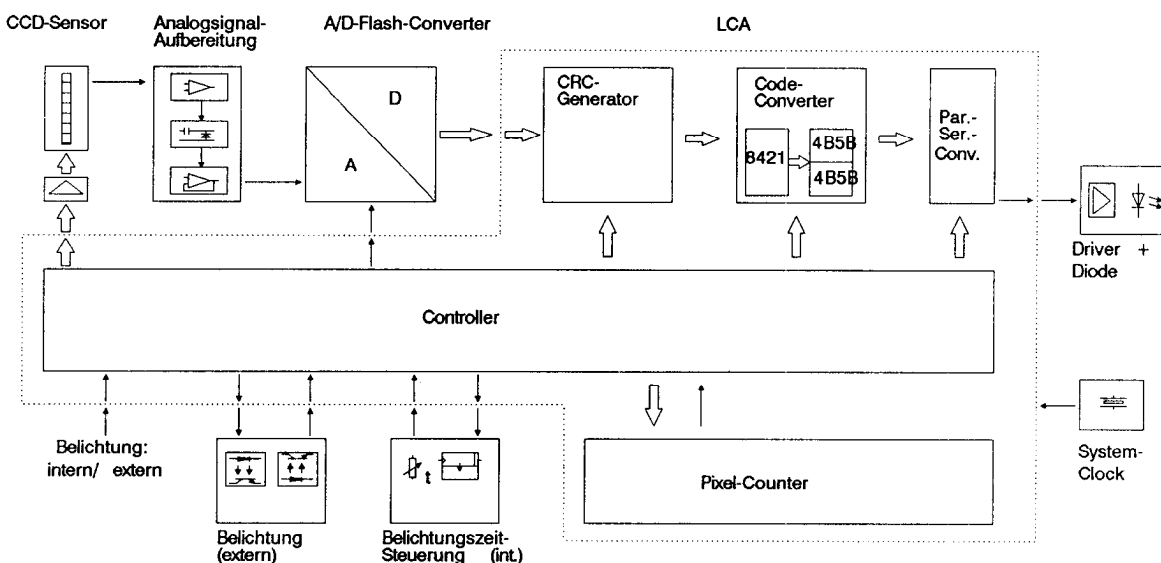 CCD-Sensor
Analogsignal-
Aufbereitung
A/D-Flash-Converter
LCA
D
A
CRC-
Generator
Code-
Converter
8421
4B5B
4B5B
Par.-
Ser.-
Conv.
Driver +
Diode
Controller
Belichtung:
intern/ extern
Belichtung
(extern)
t
Belichtungszeit-
Steuerung (int.)
Pixel-Counter
System-
Clock